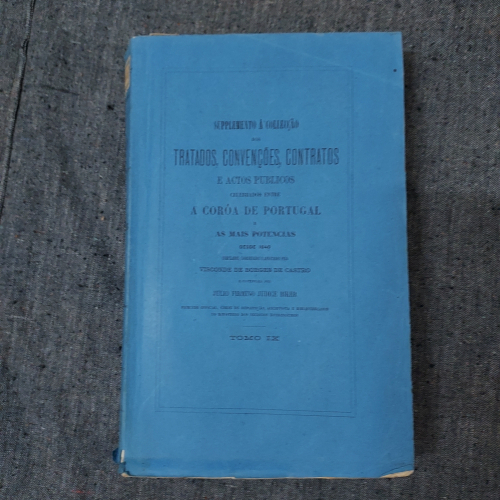 SUPPLEMENTO Á COLLECÇÃO
DOS
TRATADOS, CONVENÇÕES, CONTRATOS
E ACTOS PUBLICOS
CELEBRADOS ENTRE
A CORÔA DE PORTUGAL
E
AS MAIS POTENCIAS
DESDE 1640
VISCONDE DE BORGES DE CASTRO
JULIO FIRMINO JUDICE BIKER
TOMO IX